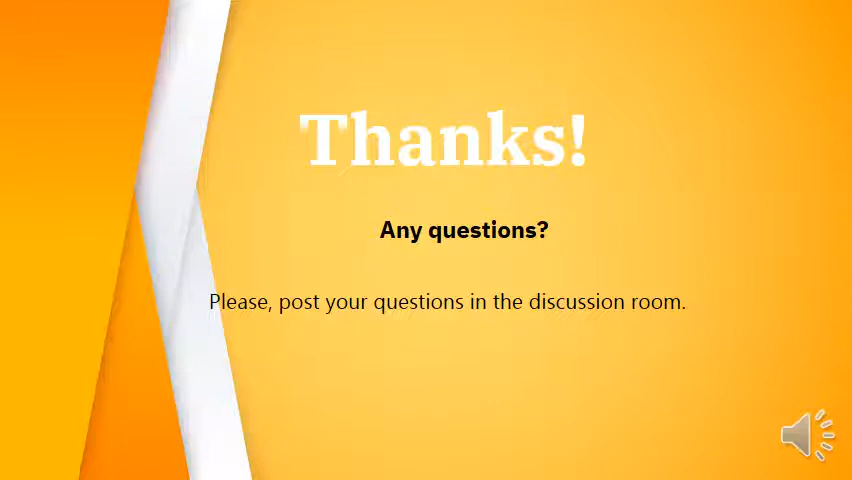 Thanks!
Any questions?
Please, post your questions in the discussion room.